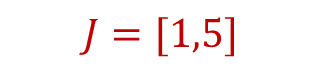 J = [1,5]